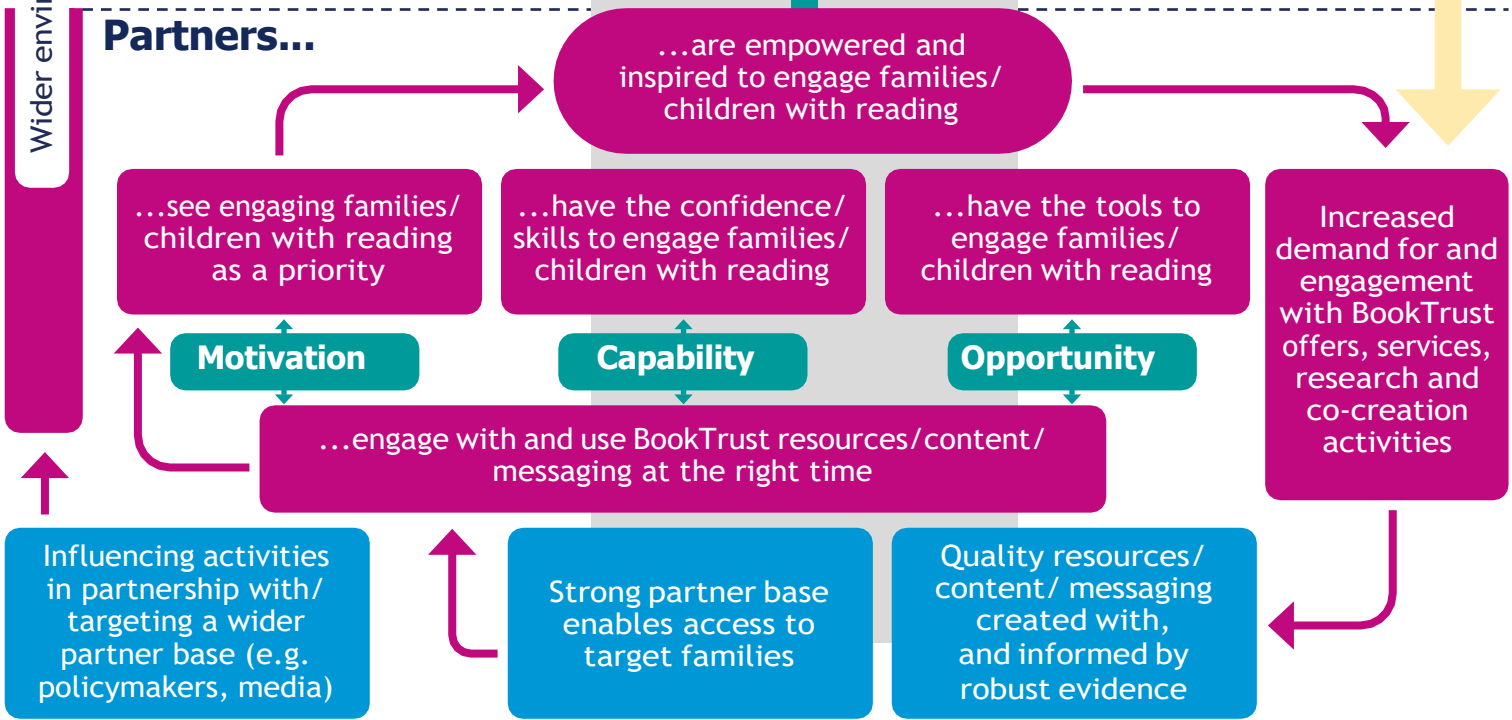 Wider envi
Partners...
...are empowered and
inspired to engage families/
children with reading
...see engaging families/
children with reading
as a priority
...have the confidence/
skills to engage families/
children with reading
...have the tools to
engage families/
children with reading
Increased
demand for and
engagement
with BookTrust
offers, services,
research and
co-creation
activities
Motivation
Capability
Opportunity
...engage with and use BookTrust resources/content/
messaging at the right time
Influencing activities
in partnership with/
targeting a wider
partner base (e.g.
policymakers, media)
Strong partner base
enables access to
target families
Quality resources/
content/ messaging
created with,
and informed by
robust evidence